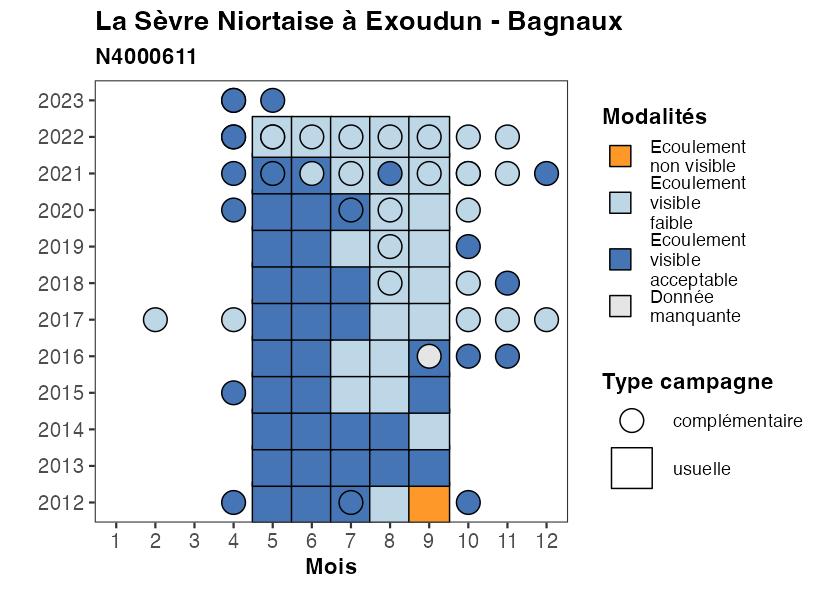 La Sèvre Niortaise à Exoudun - Bagnaux
N4000611
2023
2022
2021
2020
2019
2018
2017
2016
2015
2014
2013
2012
1 2 3 4 5 6 7 8 9 10 11 12
Mois
Modalités
Ecoulement
non visible
Ecoulement
visible
faible
Ecoulement
visible
acceptable
Donnée
manquante
Type campagne
complémentaire
usuelle